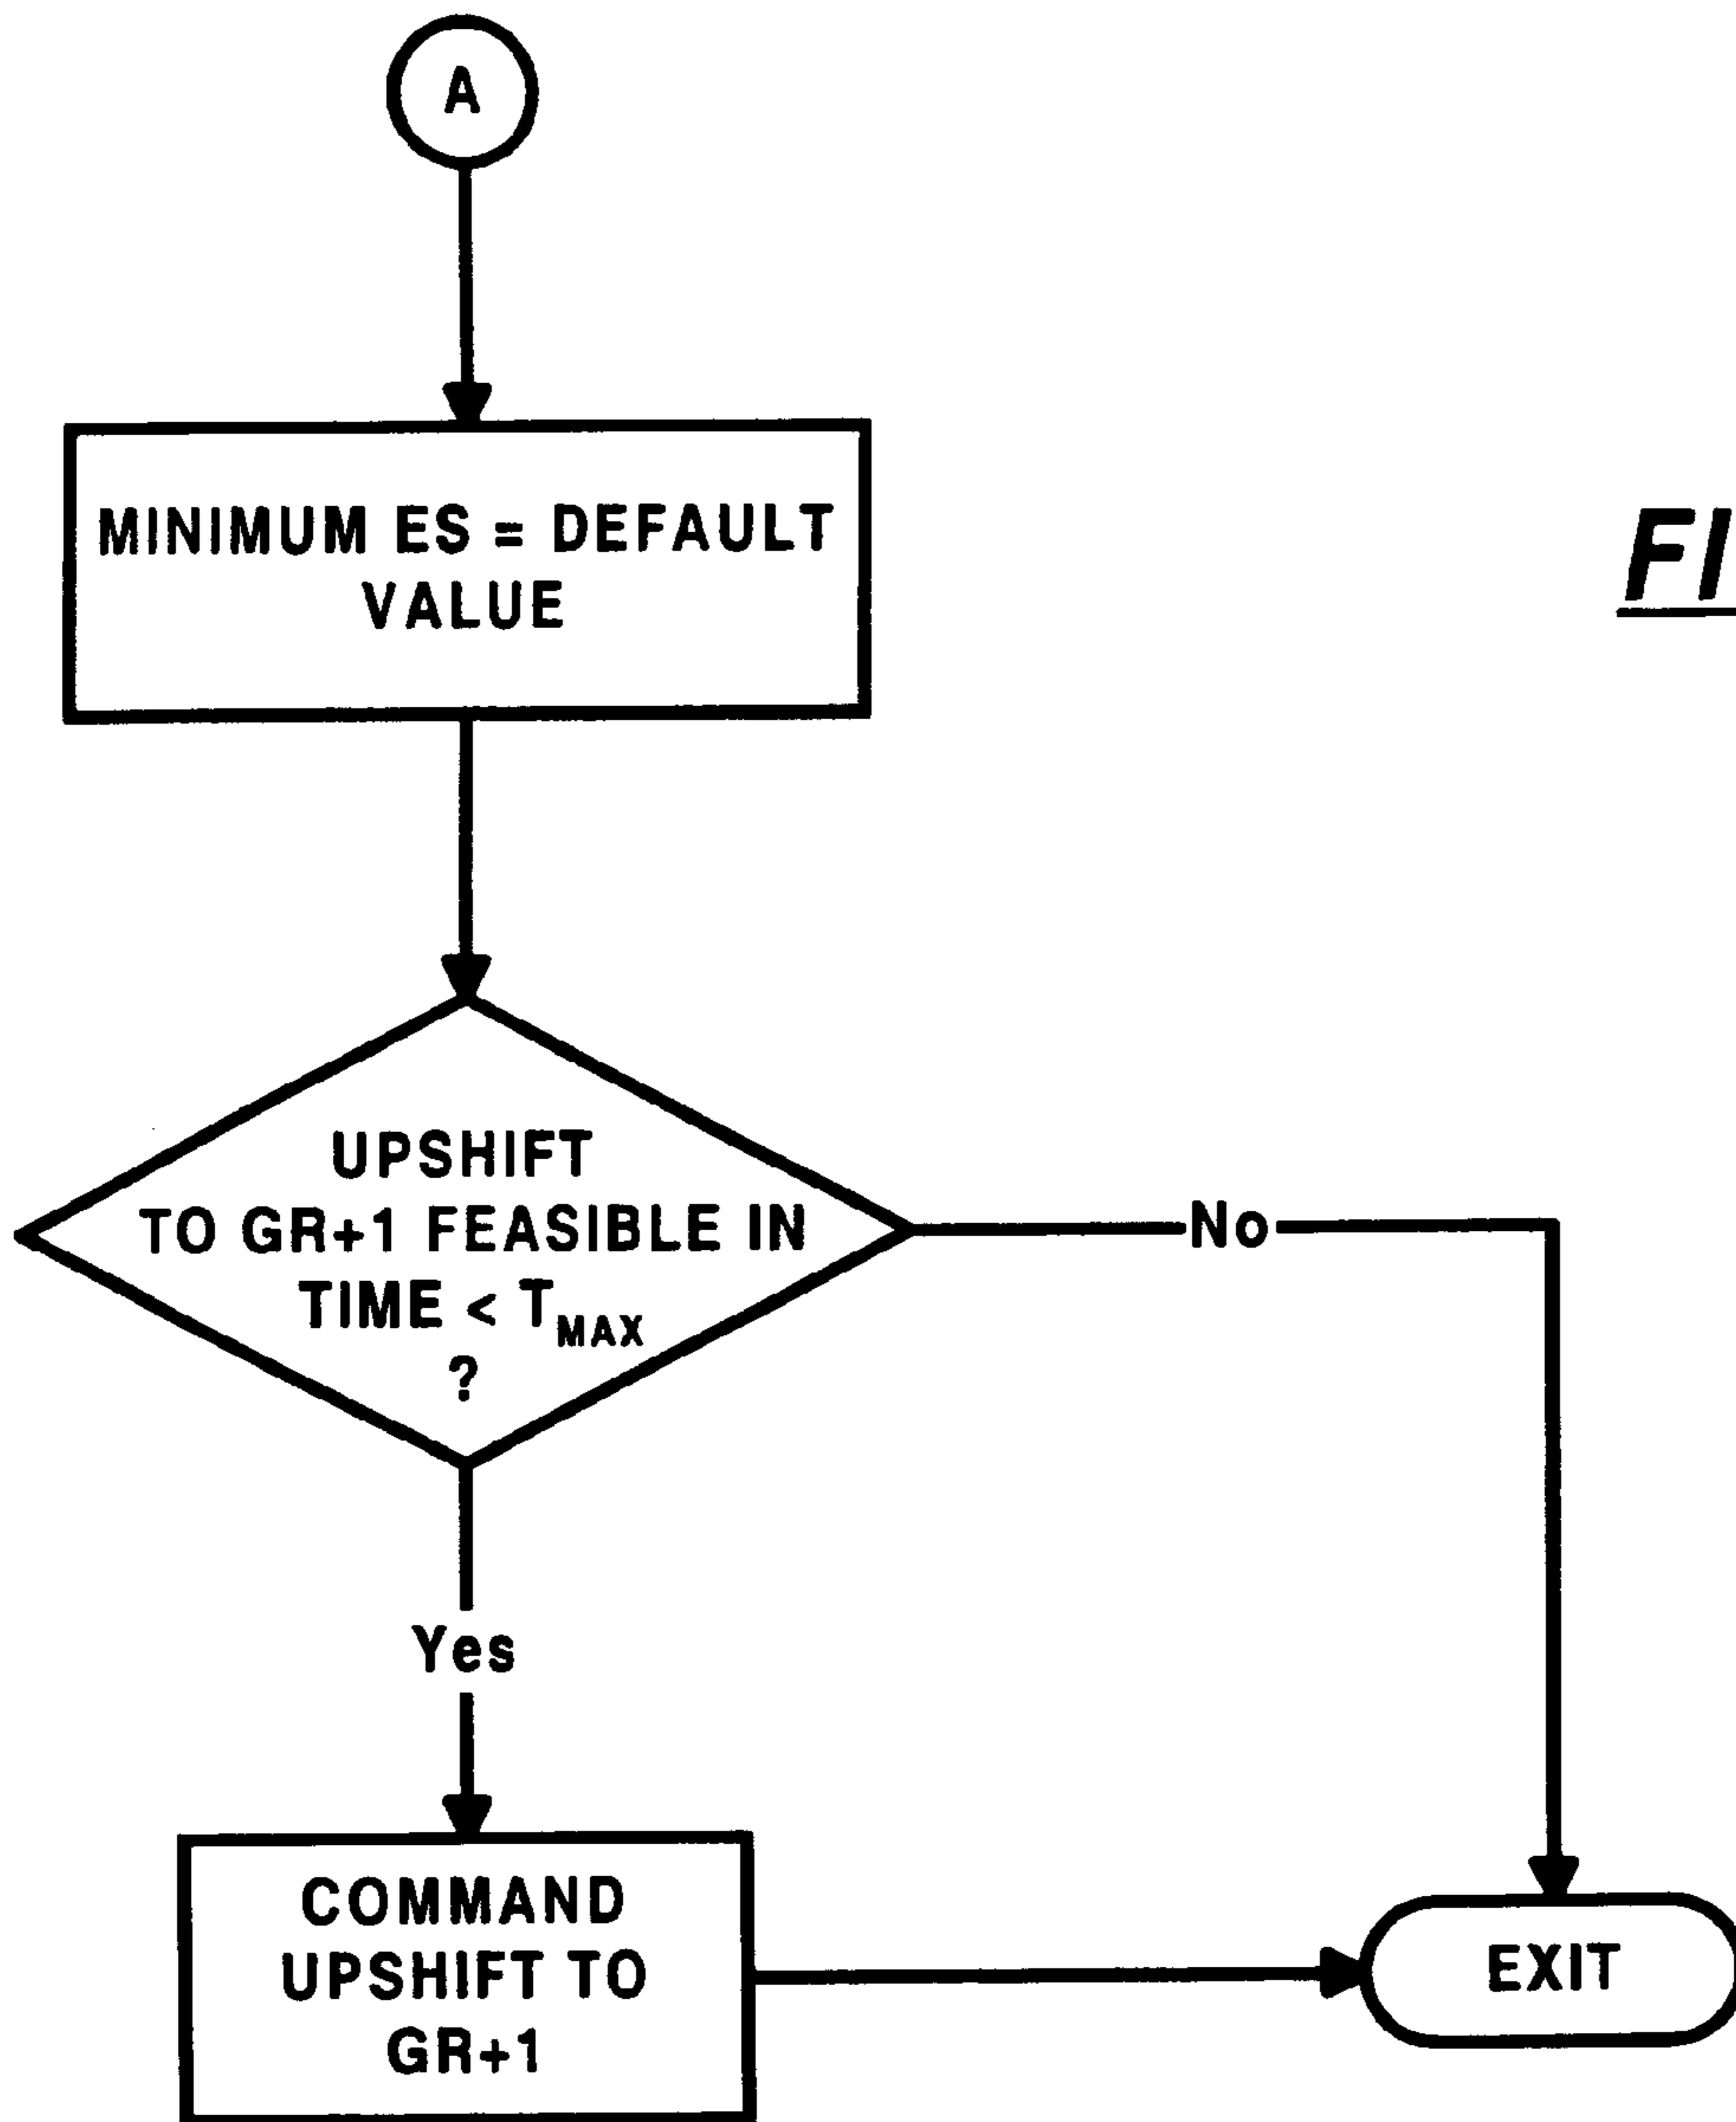 A
MINIMUM ES = DEFAULT
VALUE
FI
UPSHIFT
TO GR+1 FEASIBLE IN
TIME < T_MAX
?
No
Yes
COMMAND
UPSHIFT TO
GR+1
EXIT